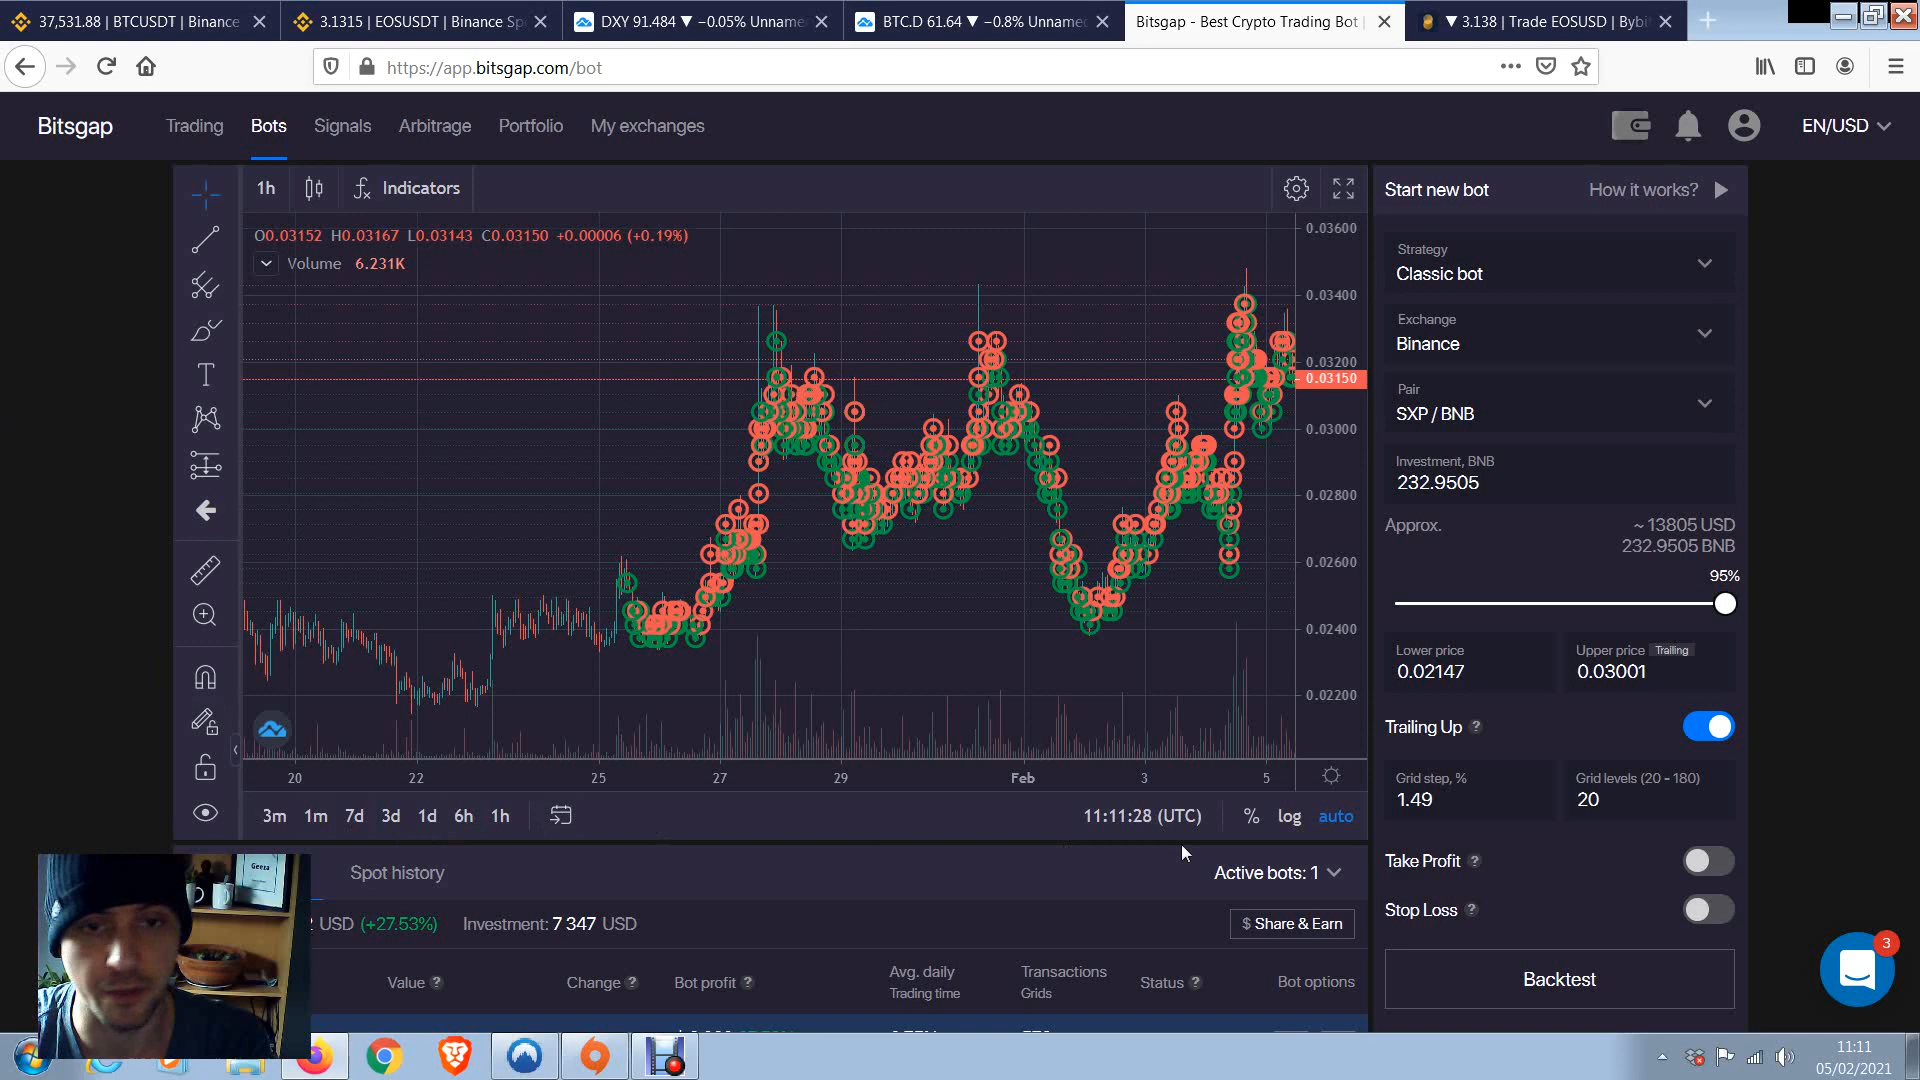 37,531.88 | BTCUSDT | Binance
3.1315 | EOSUSDT | Binance Sp
DXY 91.484 ▼ −0.05% Unname
BTC.D 61.64 ▼ −0.8% Unname
Bitsgap - Best Crypto Trading Bot |
▼ 3.138 | Trade EOSUSD | Bybi
https://app.bitsgap.com/bot
Bitsgap
Trading
Bots
Signals
Arbitrage
Portfolio
My exchanges
EN/USD
1h
Indicators
O0.03152 H0.03167 L0.03143 C0.03150 +0.00006 (+0.19%)
Volume 6.231K
0.03600
0.03400
0.03200
0.03150
0.03000
0.02800
0.02600
0.02400
0.02200
20 22 25 27 29 Feb 3 5
3m 1m 7d 3d 1d 6h 1h
11:11:28 (UTC)
% log auto
Start new bot
How it works?
Strategy
Classic bot
Exchange
Binance
Pair
SXP / BNB
Investment, BNB
232.9505
Approx.
~ 13805 USD
232.9505 BNB
95%
Lower price
0.02147
Upper price Trailing
0.03001
Trailing Up ?
Grid step, %
1.49
Grid levels (20 - 180)
20
Take Profit ?
Stop Loss ?
Backtest
3
Spot history
Active bots: 1
USD (+27.53%)
Investment: 7 347 USD
$ Share & Earn
Value ?
Change ?
Bot profit ?
Avg. daily
Trading time
Transactions
Grids
Status ?
Bot options
Geeza
11:11
05/02/2021